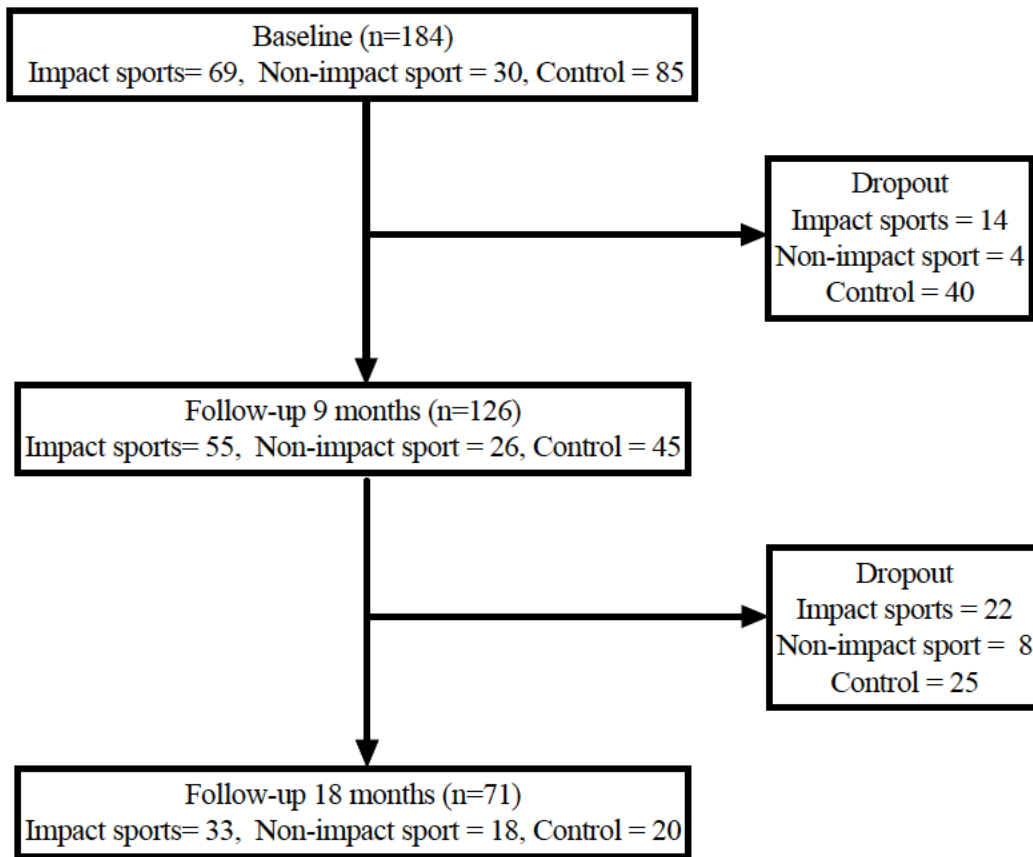 Baseline (n=184)
Impact sports= 69, Non-impact sport = 30, Control = 85
Dropout
Impact sports = 14
Non-impact sport = 4
Control = 40
Follow-up 9 months (n=126)
Impact sports= 55, Non-impact sport = 26, Control = 45
Dropout
Impact sports = 22
Non-impact sport = 8
Control = 25
Follow-up 18 months (n=71)
Impact sports= 33, Non-impact sport = 18, Control = 20